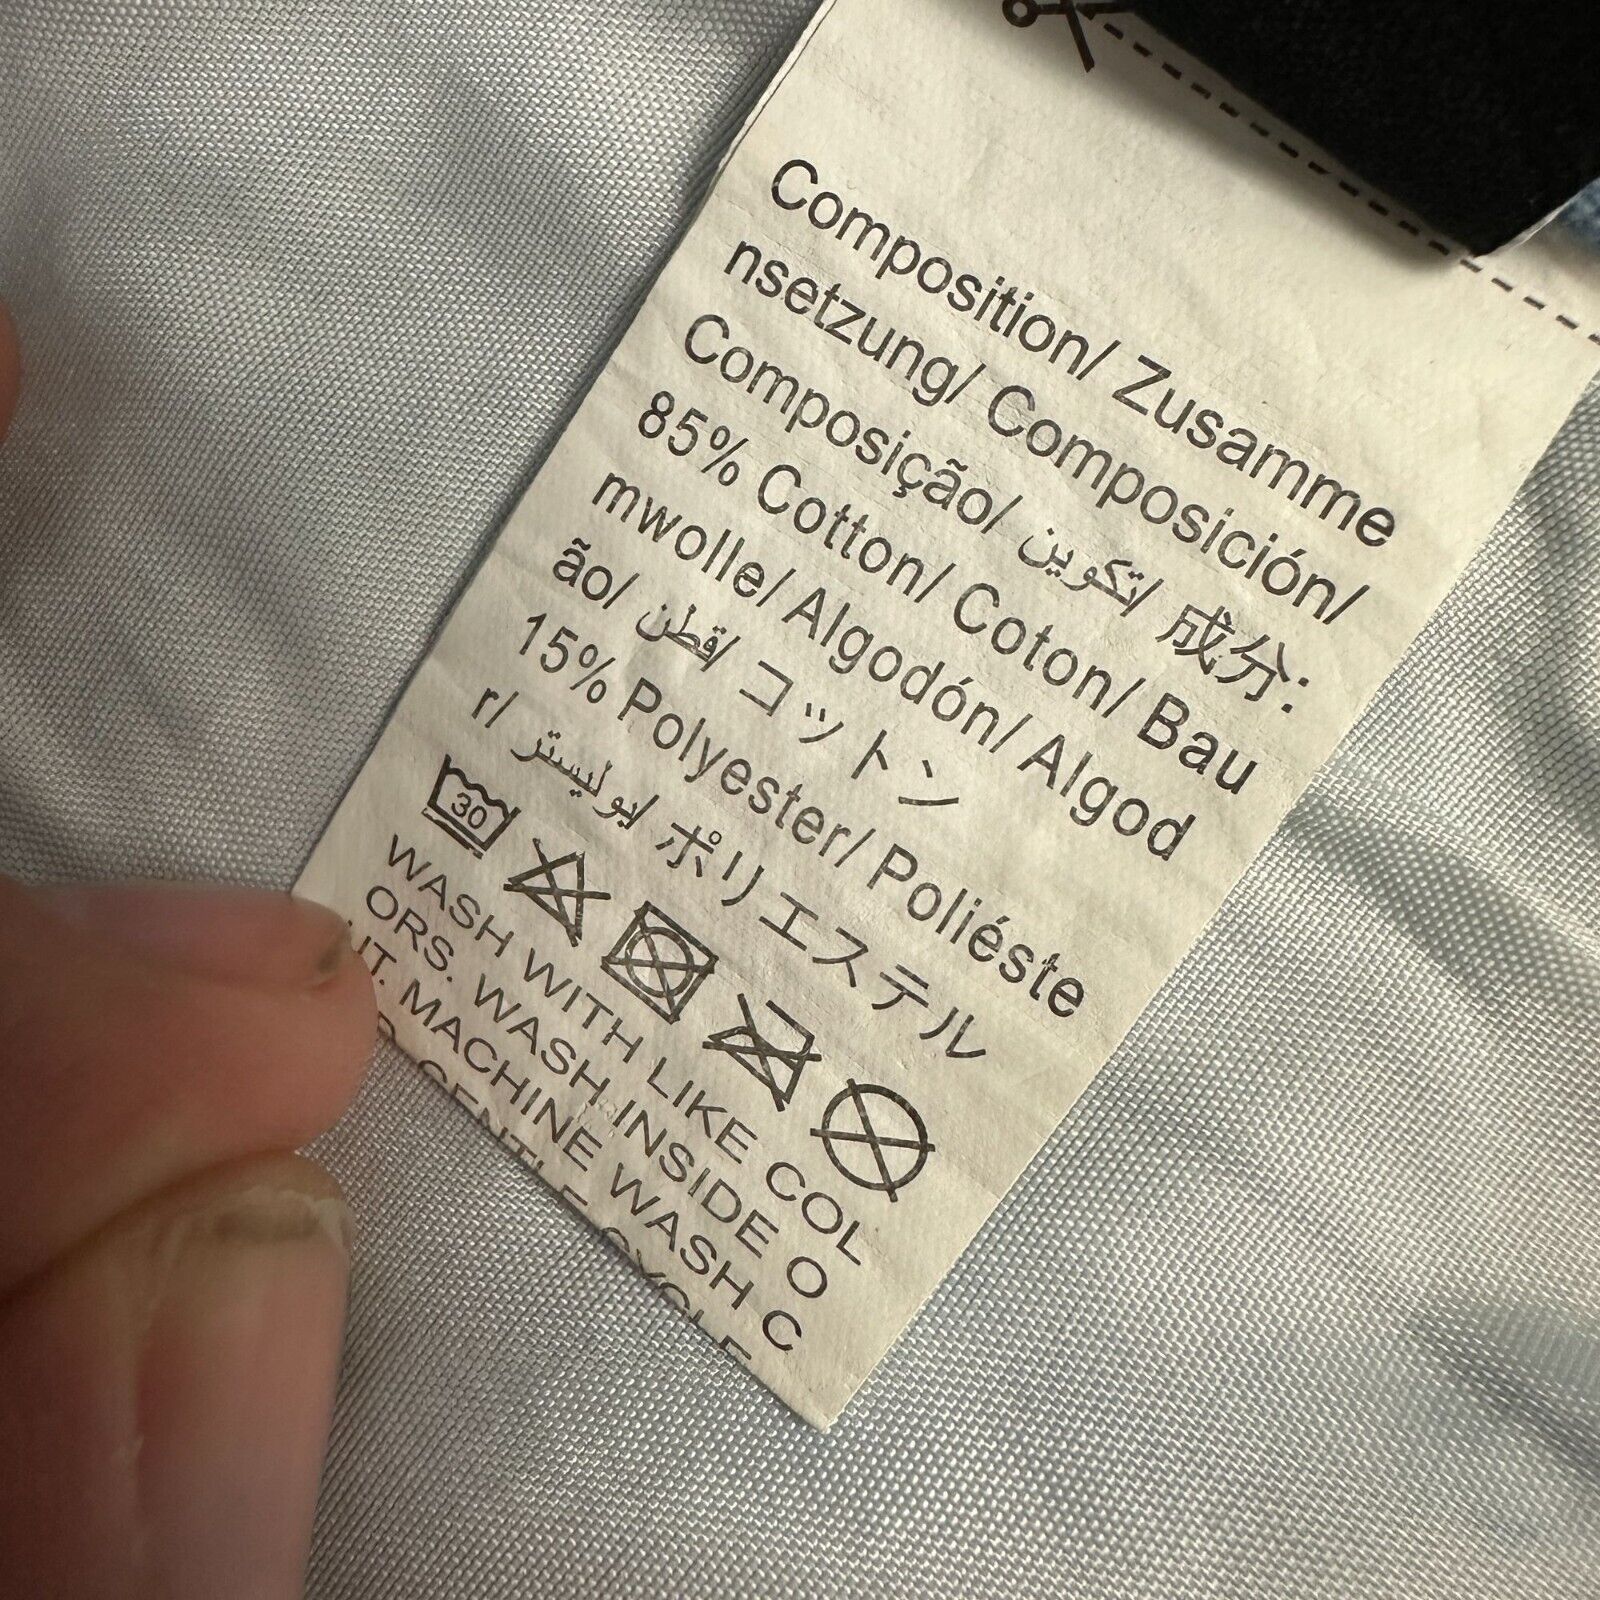 Composition/ Zusamme
nsetzung/ Composición/
Composição/ تكوين/ 成分:
85% Cotton/ Coton/ Bau
mwolle/ Algodón/ Algod
ão/ قطن/ コットン
15% Polyester/ Poliéste
r/ بوليستر/ ポリエステル
30
WASH WITH LIKE COL
ORS. WASH INSIDE O
UT. MACHINE WASH C
GENTLE CYCLE